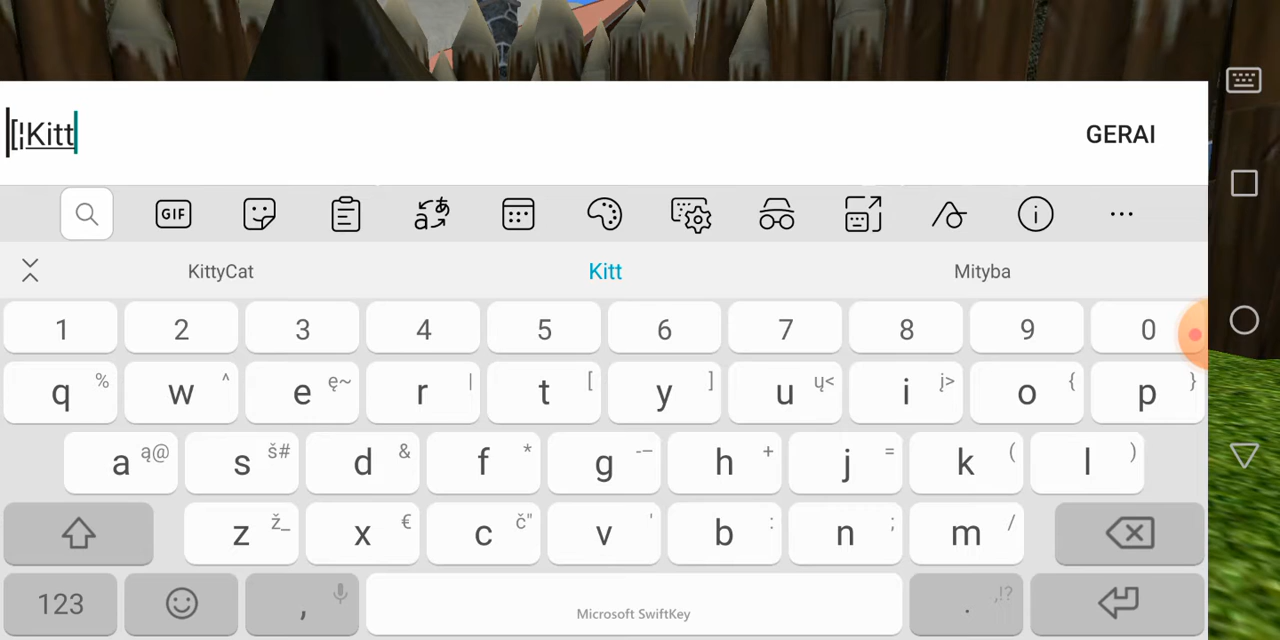 [¦Kitt
GERAI
GIF
KittyCat Kitt Mityba
1 2 3 4 5 6 7 8 9 0
q % w ^ e ę~ r | t [ y ] u ų< i į> o { p }
a ą@ s š# d & f * g -– h + j = k ( l )
z ž_ x € c č" v ' b : n ; m /
123 , Microsoft SwiftKey . ,!?